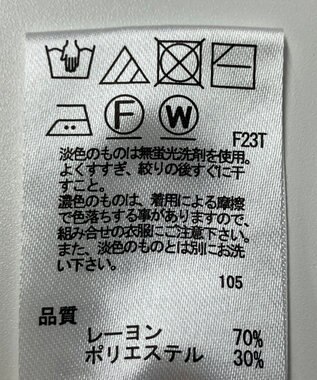 F
W
F23T
淡色のものは無蛍光洗剤を使用。
よくすすぎ、絞りの後すぐに干
すこと。
濃色のものは、着用による摩擦
で色落ちする事がありますので、
組み合せの衣服にご注意下さい。
また、淡色のものとは別にお洗
い下さい。
105
品質
レーヨン 70%
ポリエステル 30%